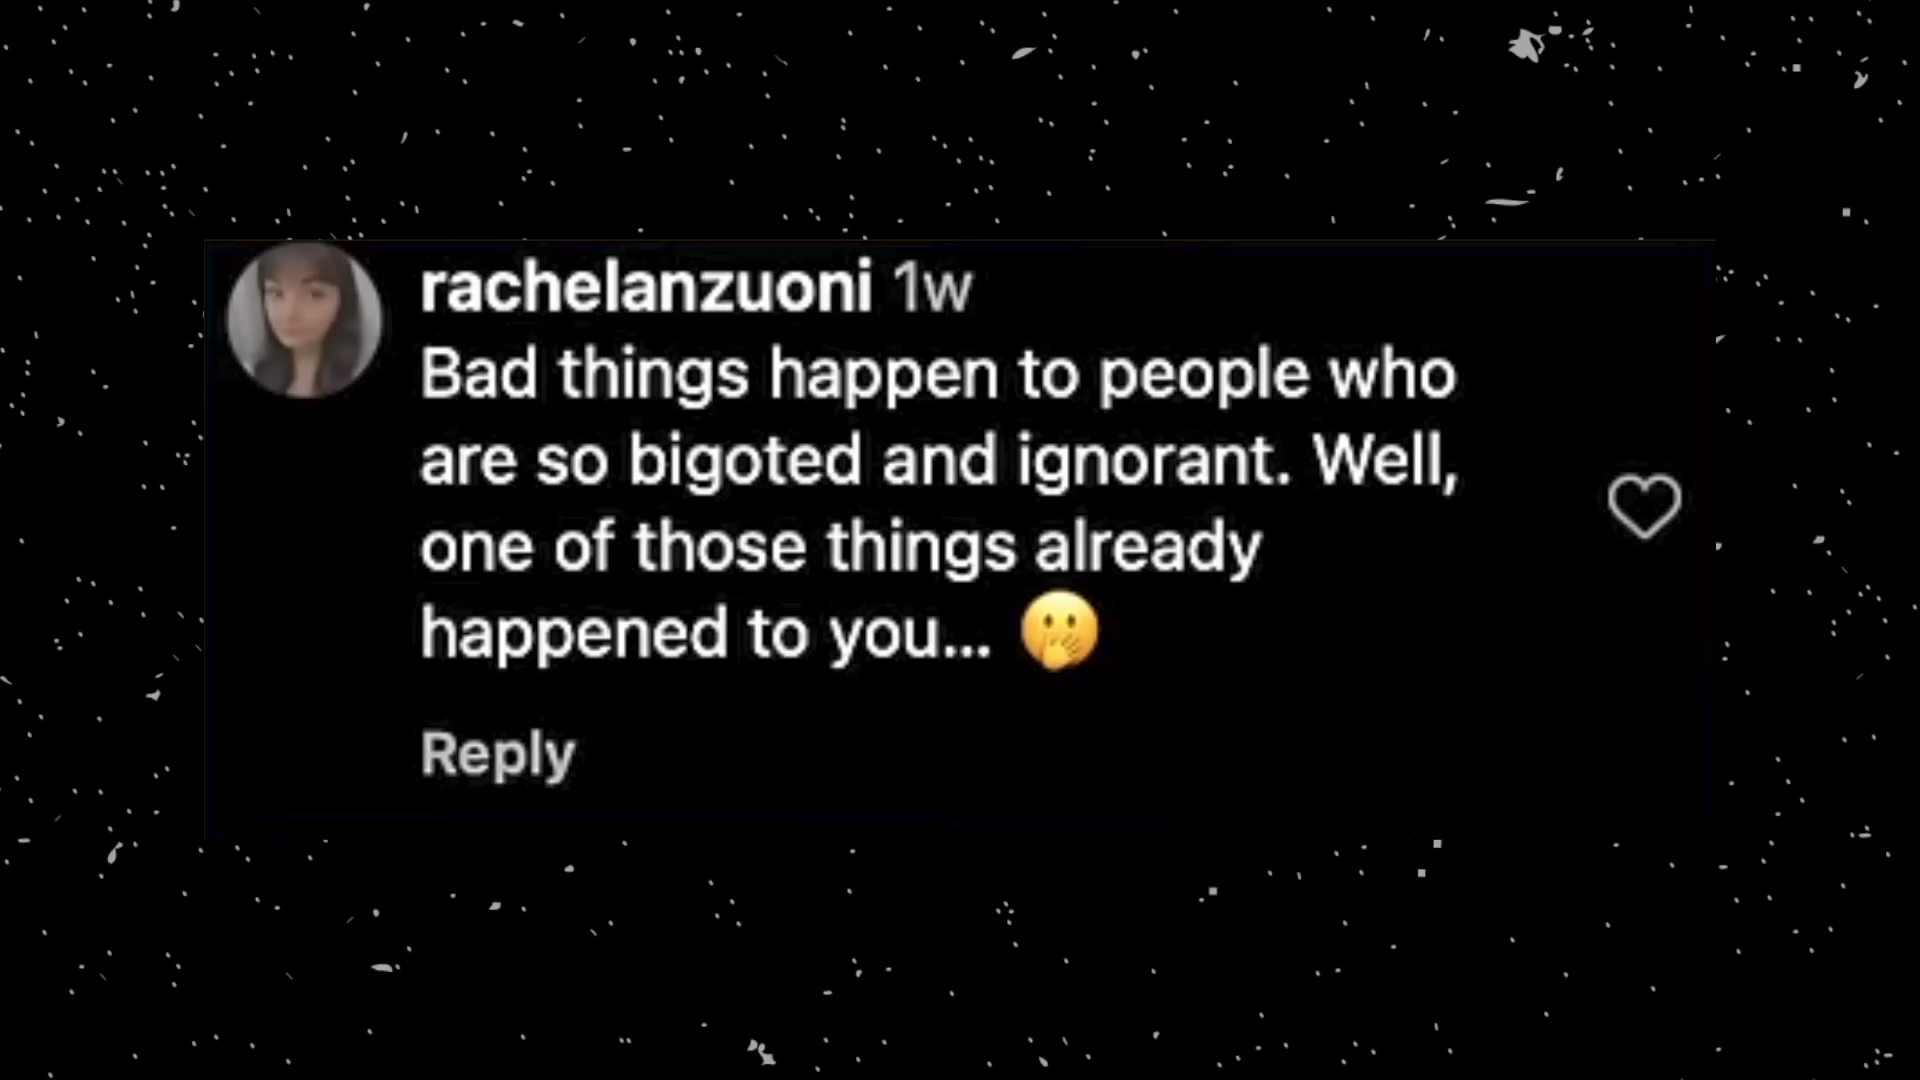 rachelanzuoni 1w
Bad things happen to people who
are so bigoted and ignorant. Well,
one of those things already
happened to you... 🤭
Reply